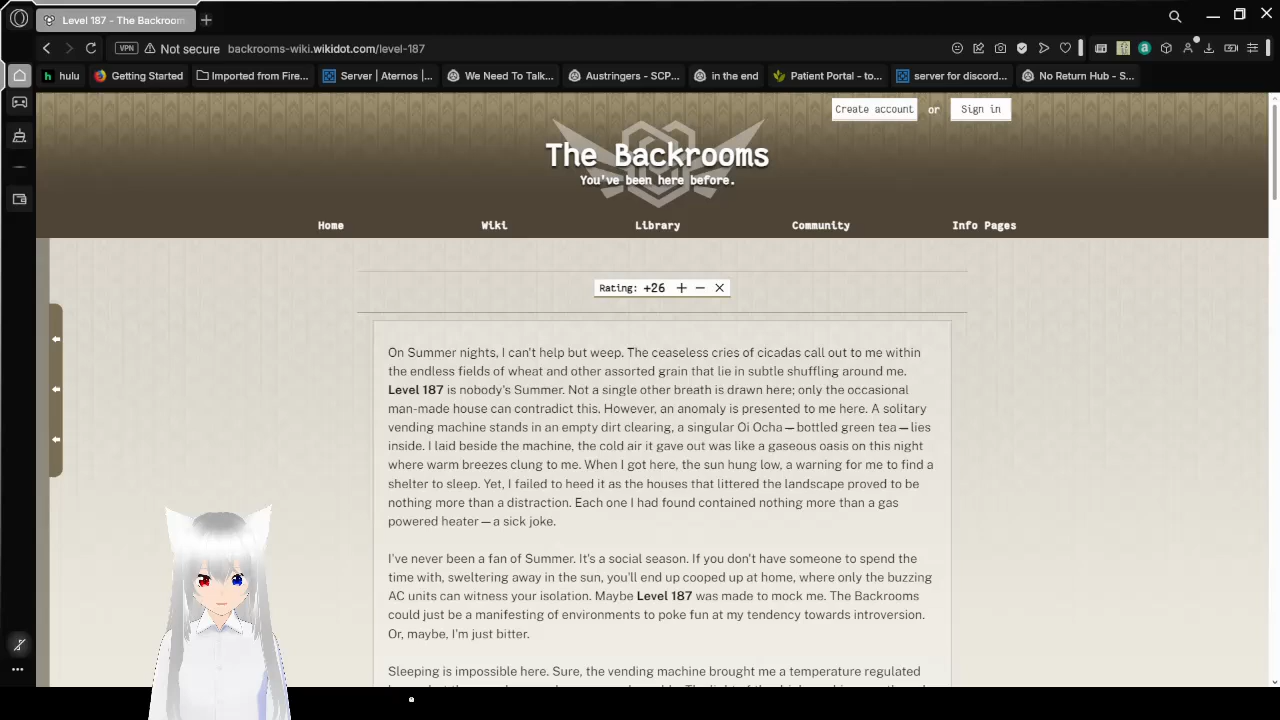 Level 187 - The Backroom
VPN Not secure backrooms-wiki.wikidot.com/level-187
hulu Getting Started Imported from Fire... Server | Aternos |... We Need To Talk... Austringers - SCP... in the end Patient Portal - to... server for discord... No Return Hub - S...
Create account or Sign in
The Backrooms
You've been here before.
Home Wiki Library Community Info Pages
Rating: +26 + − ×
On Summer nights, I can't help but weep. The ceaseless cries of cicadas call out to me within
the endless fields of wheat and other assorted grain that lie in subtle shuffling around me.
Level 187 is nobody's Summer. Not a single other breath is drawn here; only the occasional
man-made house can contradict this. However, an anomaly is presented to me here. A solitary
vending machine stands in an empty dirt clearing, a singular Oi Ocha—bottled green tea—lies
inside. I laid beside the machine, the cold air it gave out was like a gaseous oasis on this night
where warm breezes clung to me. When I got here, the sun hung low, a warning for me to find a
shelter to sleep. Yet, I failed to heed it as the houses that littered the landscape proved to be
nothing more than a distraction. Each one I had found contained nothing more than a gas
powered heater—a sick joke.
I've never been a fan of Summer. It's a social season. If you don't have someone to spend the
time with, sweltering away in the sun, you'll end up cooped up at home, where only the buzzing
AC units can witness your isolation. Maybe Level 187 was made to mock me. The Backrooms
could just be a manifesting of environments to poke fun at my tendency towards introversion.
Or, maybe, I'm just bitter.
Sleeping is impossible here. Sure, the vending machine brought me a temperature regulated